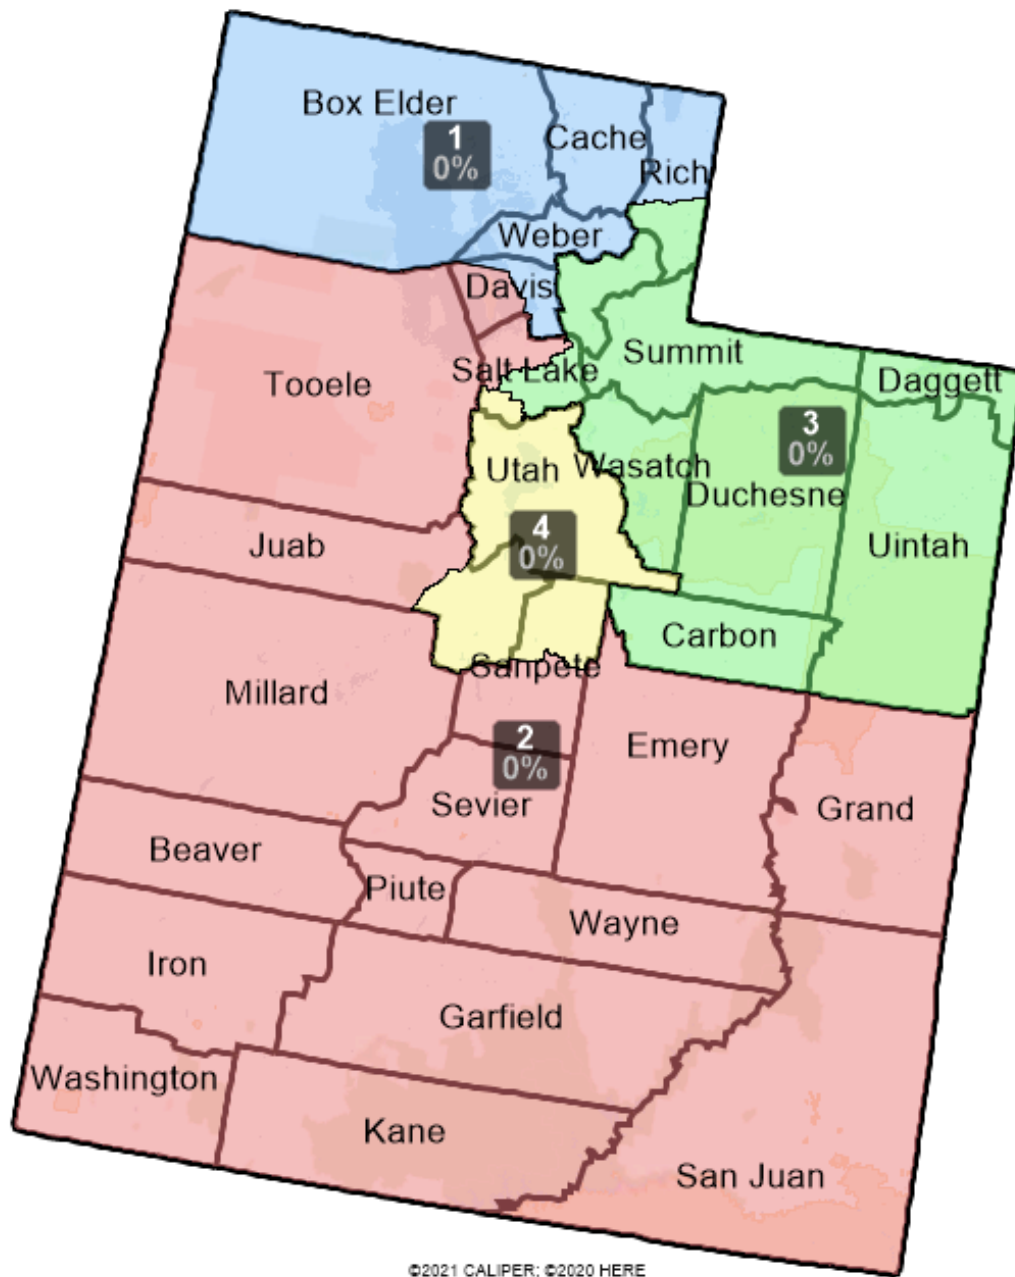 Box Elder
1
0%
Cache
Rich
Weber
Davis
Salt Lake
Summit
Daggett
Tooele
3
0%
Utah
Wasatch
Duchesne
4
0%
Juab
Uintah
Carbon
Sanpete
Millard
2
0%
Emery
Sevier
Grand
Beaver
Piute
Wayne
Iron
Garfield
Washington
Kane
San Juan
©2021 CALIPER; ©2020 HERE